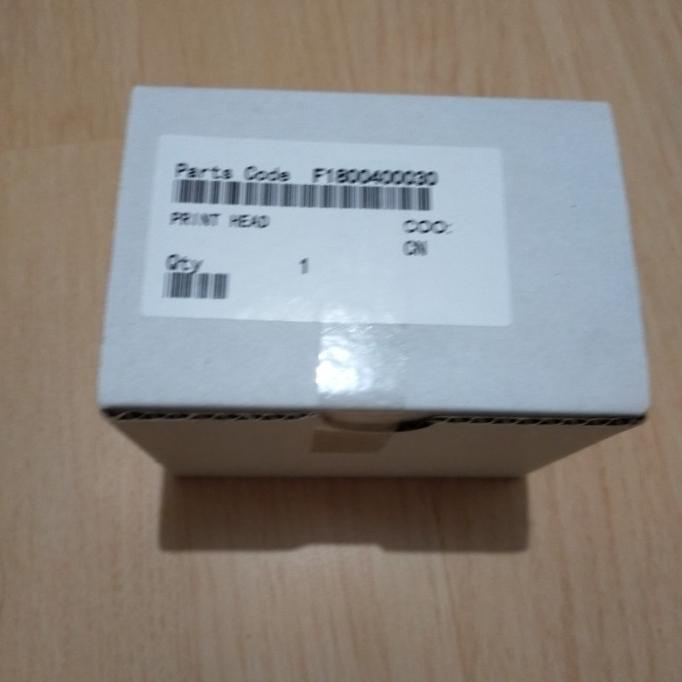 Parts Code F1800400030
PRINT HEAD
COO:
CN
Qty 1